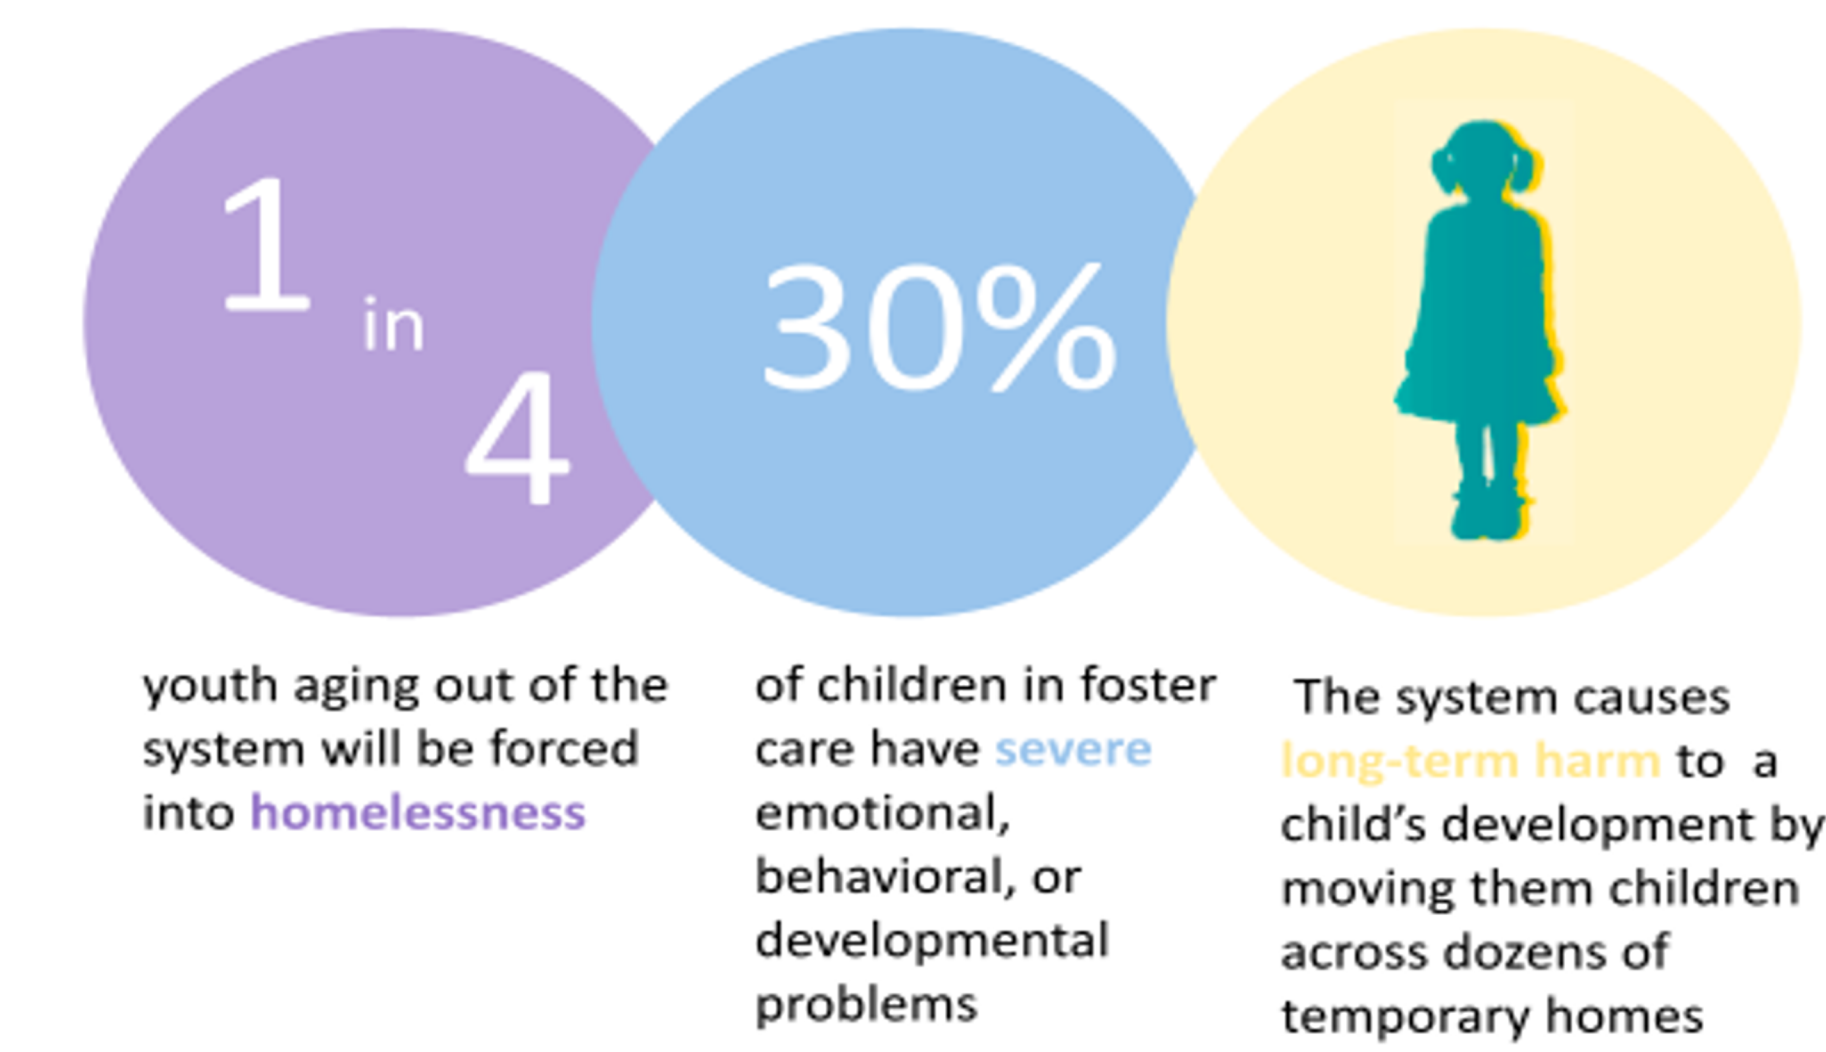 1
in
4
30%
youth aging out of the
system will be forced
into homelessness
of children in foster
care have severe
emotional,
behavioral, or
developmental
problems
The system causes
long-term harm to a
child’s development by
moving them children
across dozens of
temporary homes